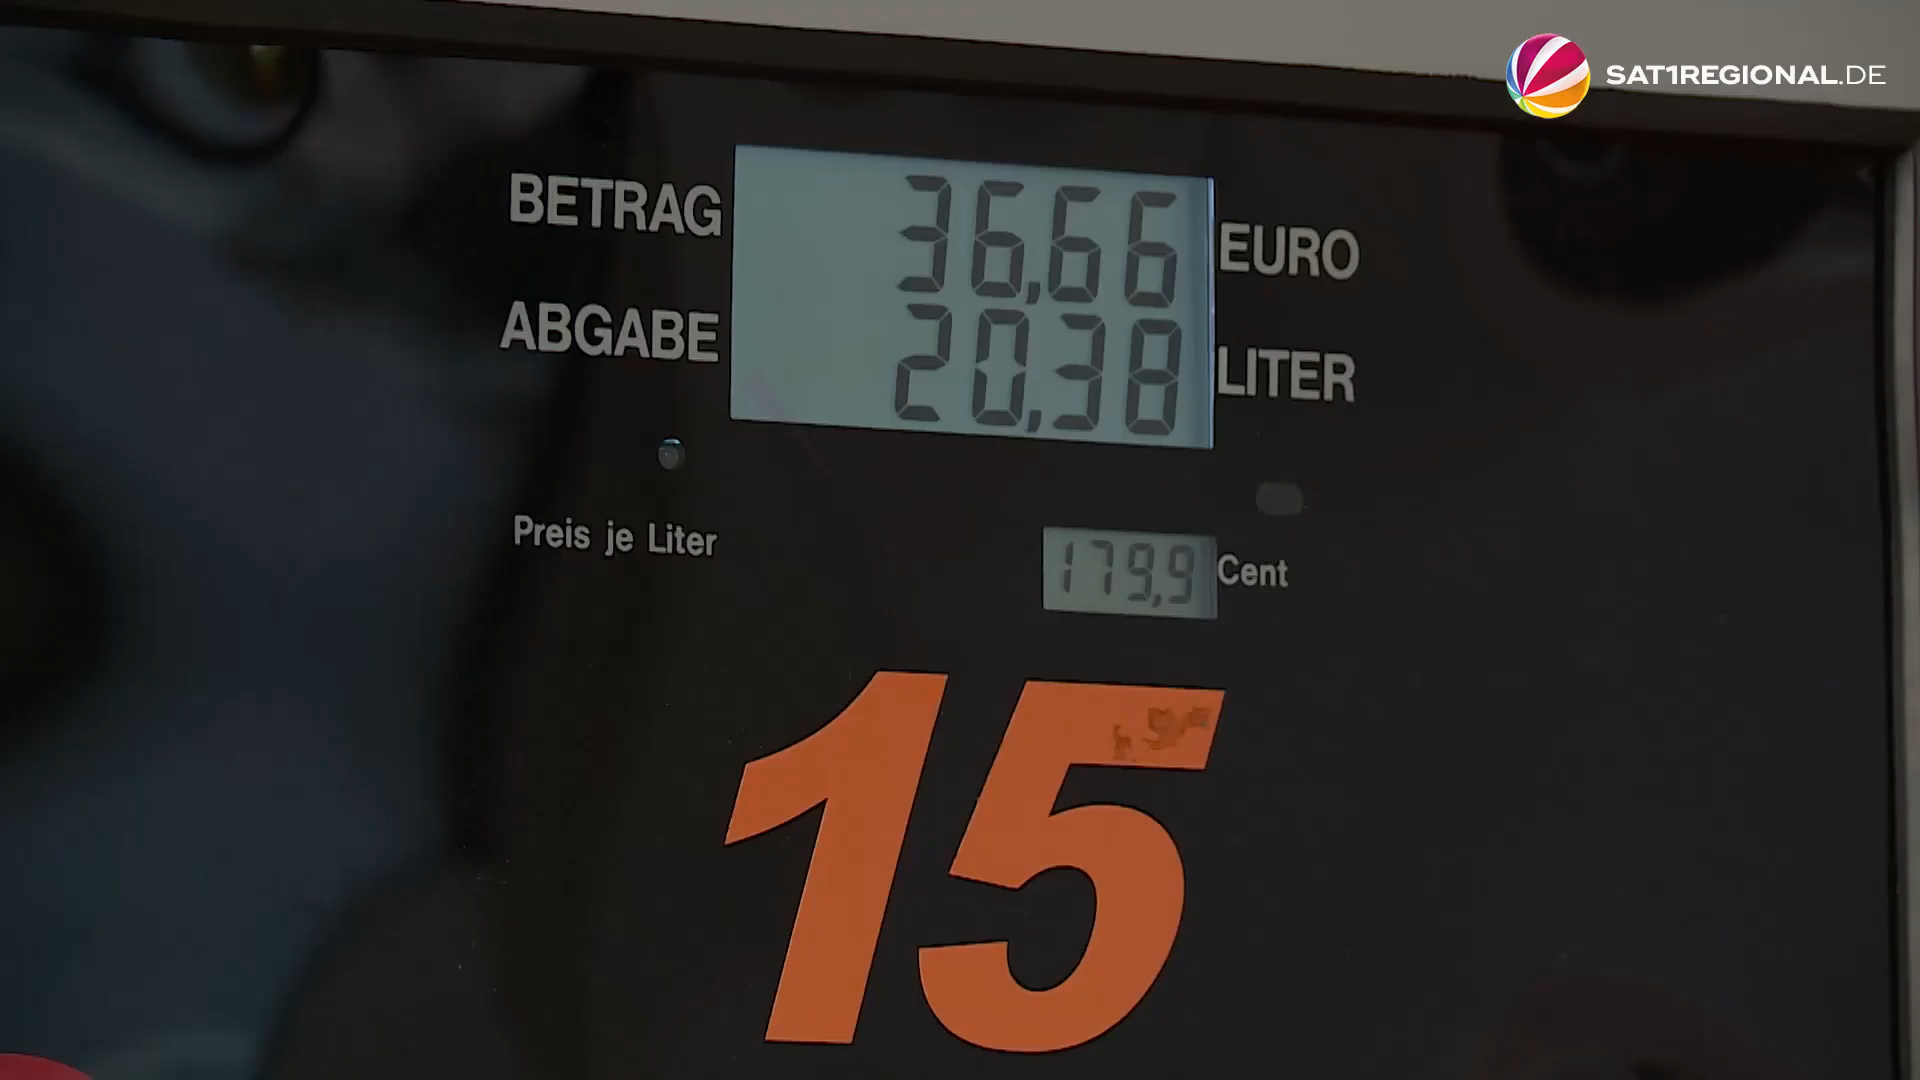 SAT1REGIONAL.DE
BETRAG 36,66 EURO
ABGABE 20,38 LITER
Preis je Liter 179,9 Cent
15